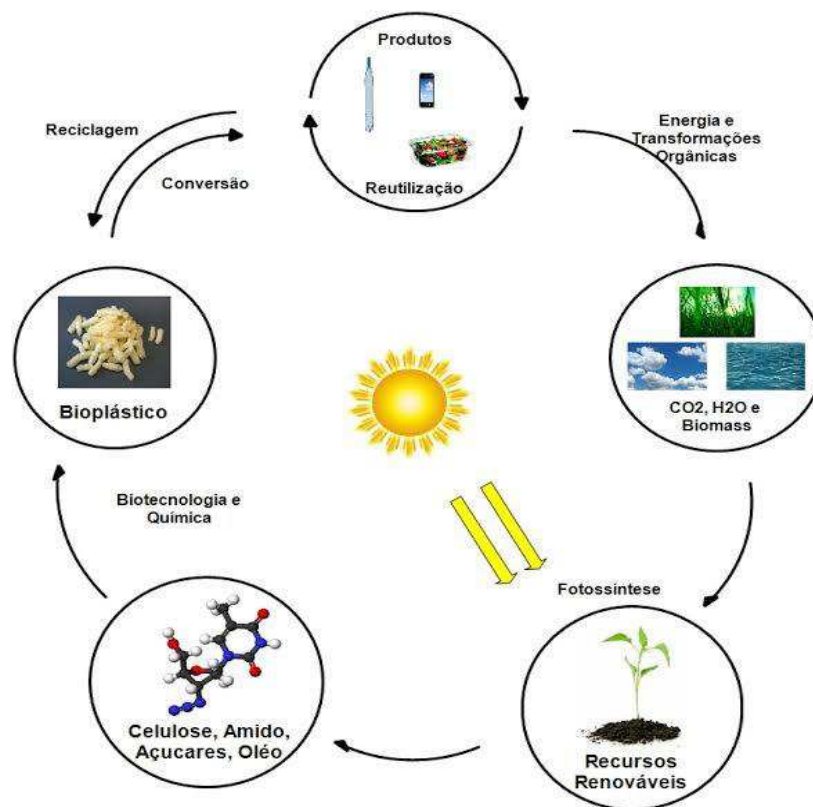 Produtos
Reutilização
Reciclagem
Conversão
Energia e
Transformações
Orgânicas
CO2, H2O e
Biomass
Fotossíntese
Recursos
Renováveis
Celulose, Amido,
Açucares, Oléo
Biotecnologia e
Química
Bioplástico